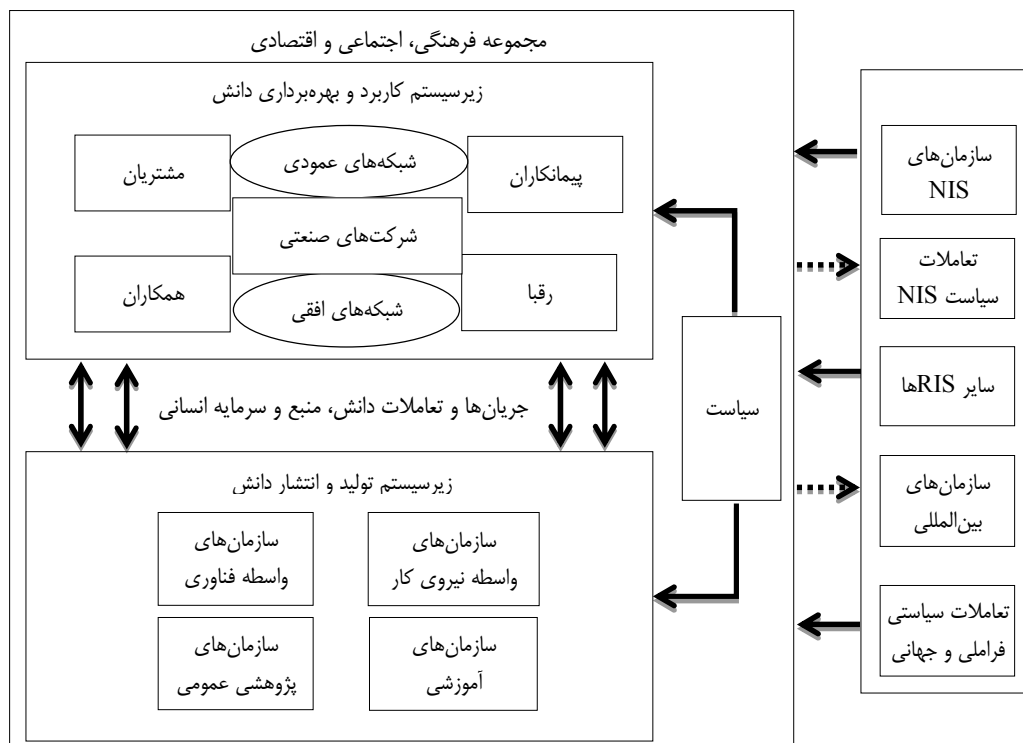 مجموعه فرهنگی، اجتماعی و اقتصادی
زیرسیستم کاربرد و بهره‌برداری دانش
پیمانکاران
شبکه‌های عمودی
مشتریان
شرکت‌های صنعتی
رقبا
شبکه‌های افقی
همکاران
جریان‌ها و تعاملات دانش، منبع و سرمایه انسانی
زیرسیستم تولید و انتشار دانش
سازمان‌های
واسطه نیروی کار
سازمان‌های
واسطه فناوری
سازمان‌های
آموزشی
سازمان‌های
پژوهشی عمومی
سیاست
سازمان‌های
NIS
تعاملات
سیاست NIS
سایر RISها
سازمان‌های
بین‌المللی
تعاملات سیاستی
فراملی و جهانی